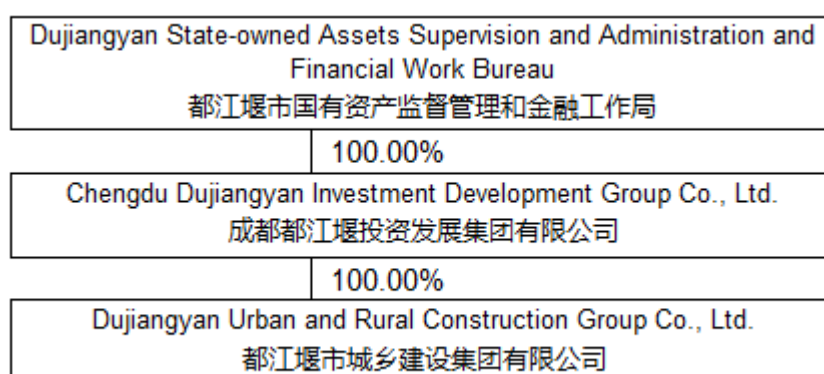 Dujiangyan State-owned Assets Supervision and Administration and
Financial Work Bureau
都江堰市国有资产监督管理和金融工作局
100.00%
Chengdu Dujiangyan Investment Development Group Co., Ltd.
成都都江堰投资发展集团有限公司
100.00%
Dujiangyan Urban and Rural Construction Group Co., Ltd.
都江堰市城乡建设集团有限公司